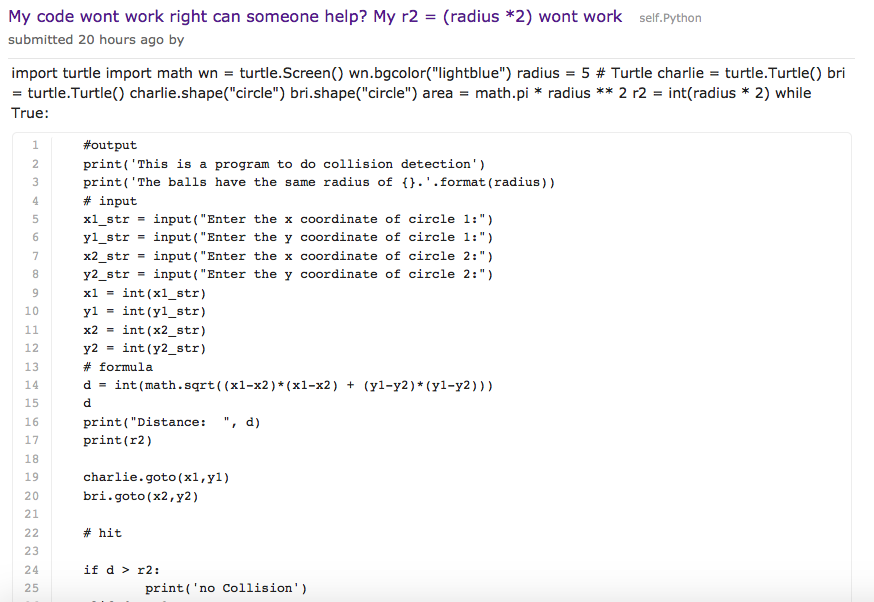 My code wont work right can someone help? My r2 = (radius *2) wont work self.Python
submitted 20 hours ago by
import turtle import math wn = turtle.Screen() wn.bgcolor("lightblue") radius = 5 # Turtle charlie = turtle.Turtle() bri
= turtle.Turtle() charlie.shape("circle") bri.shape("circle") area = math.pi * radius ** 2 r2 = int(radius * 2) while
True:
1 #output
2 print('This is a program to do collision detection')
3 print('The balls have the same radius of {}.'.format(radius))
4 # input
5 x1_str = input("Enter the x coordinate of circle 1:")
6 y1_str = input("Enter the y coordinate of circle 1:")
7 x2_str = input("Enter the x coordinate of circle 2:")
8 y2_str = input("Enter the y coordinate of circle 2:")
9 x1 = int(x1_str)
10 y1 = int(y1_str)
11 x2 = int(x2_str)
12 y2 = int(y2_str)
13 # formula
14 d = int(math.sqrt((x1-x2)*(x1-x2) + (y1-y2)*(y1-y2)))
15 d
16 print("Distance:  ", d)
17 print(r2)
18
19 charlie.goto(x1,y1)
20 bri.goto(x2,y2)
21
22 # hit
23
24 if d > r2:
25 print('no Collision')